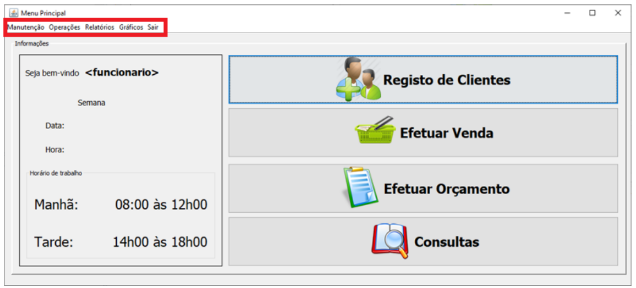 Menu Principal
Manutenção Operações Relatórios Gráficos Sair
Informações
Seja bem-vindo <funcionario>
Semana
Data:
Hora:
Horário de trabalho
Manhã: 08:00 às 12h00
Tarde: 14h00 às 18h00
Registo de Clientes
Efetuar Venda
Efetuar Orçamento
Consultas